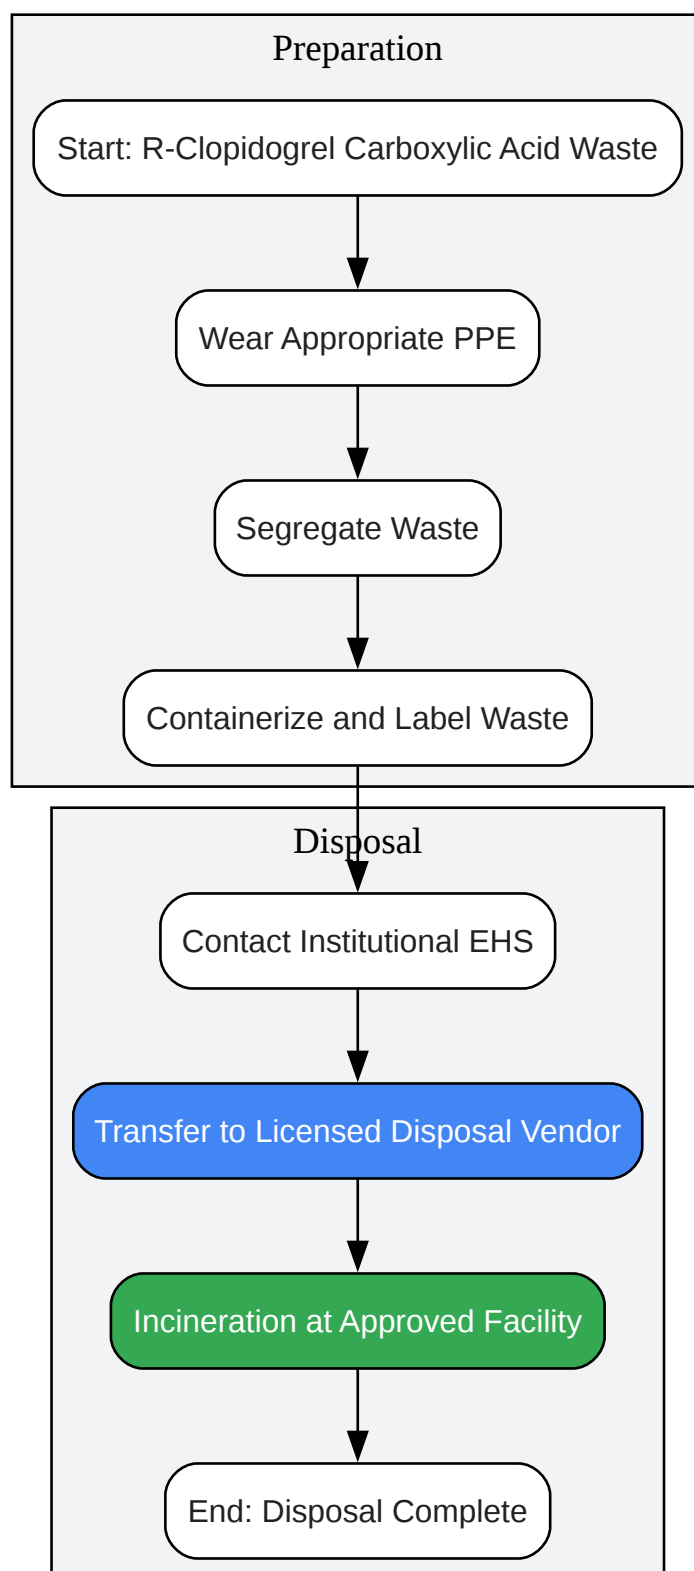 Preparation
Start: R-Clopidogrel Carboxylic Acid Waste
Wear Appropriate PPE
Segregate Waste
Containerize and Label Waste
Disposal
Contact Institutional EHS
Transfer to Licensed Disposal Vendor
Incineration at Approved Facility
End: Disposal Complete